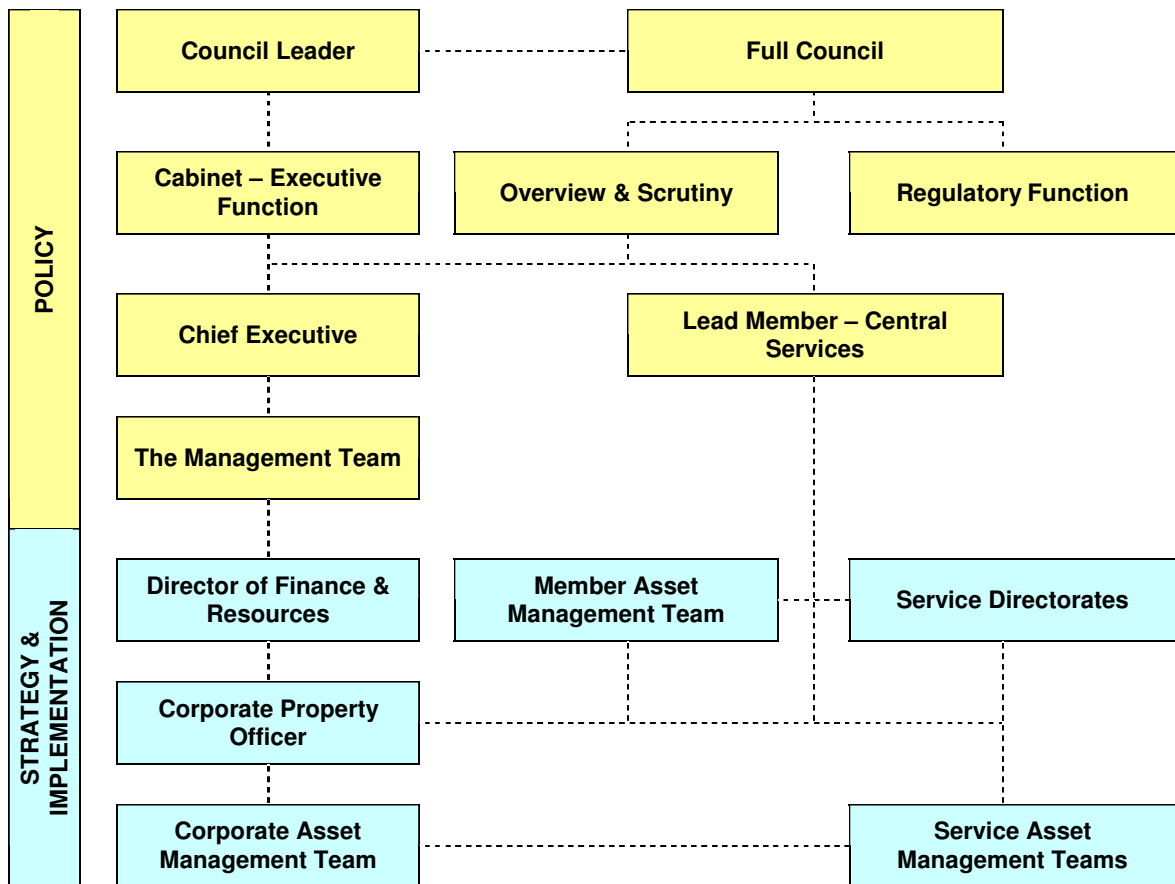 Council Leader
Full Council
Cabinet – Executive
Function
Overview & Scrutiny
Regulatory Function
POLICY
Chief Executive
Lead Member – Central
Services
The Management Team
STRATEGY &
IMPLEMENTATION
Director of Finance &
Resources
Member Asset
Management Team
Service Directorates
Corporate Property
Officer
Corporate Asset
Management Team
Service Asset
Management Teams